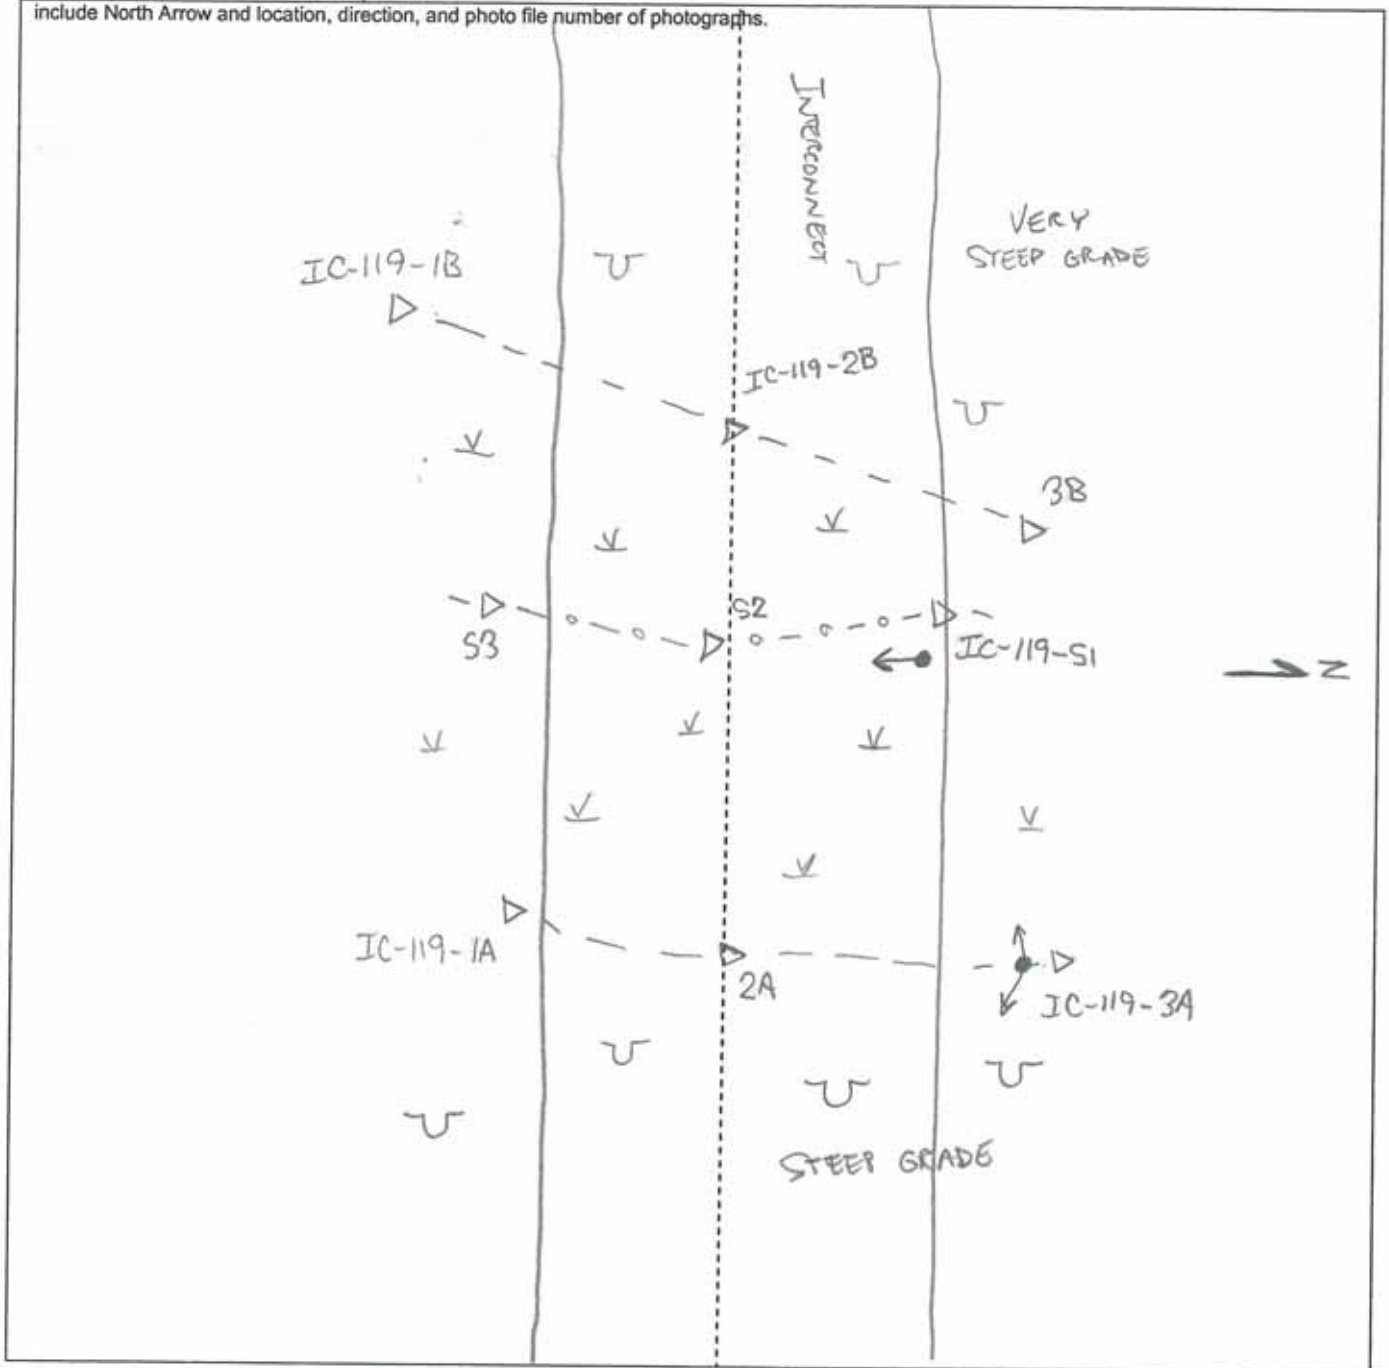 include North Arrow and location, direction, and photo file number of photographs.
INTERCONNECT
VERY
STEEP GRADE
IC-119-1B
IC-119-2B
3B
S3
S2
IC-119-S1
N
IC-119-1A
2A
IC-119-3A
STEEP GRADE